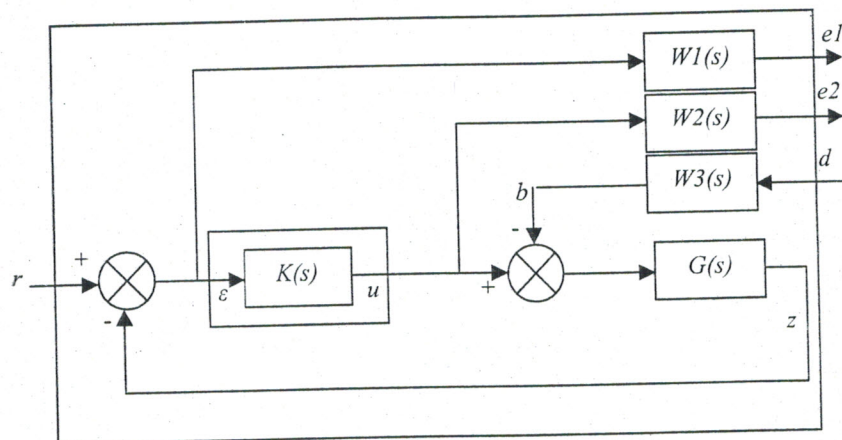 e1
W1(s)
e2
W2(s)
d
W3(s)
b
-
+
r
K(s)
ε
u
+
G(s)
-
z